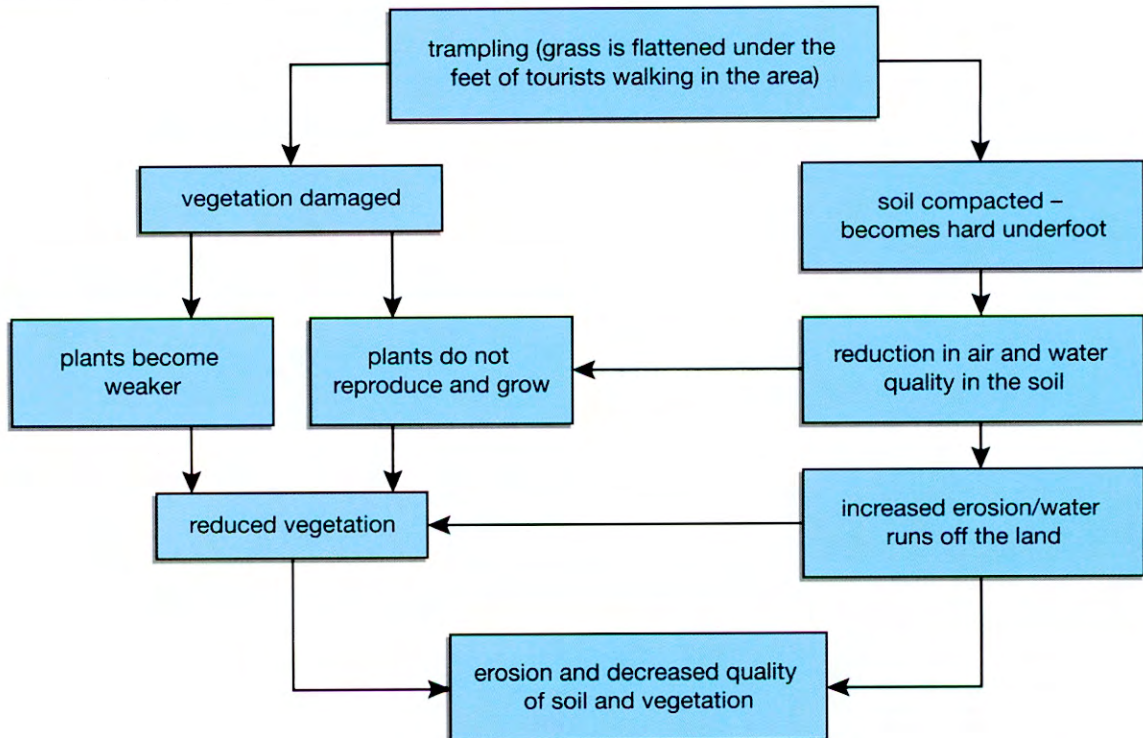 trampling (grass is flattened under the
feet of tourists walking in the area)
vegetation damaged
soil compacted –
becomes hard underfoot
plants become
weaker
plants do not
reproduce and grow
reduction in air and water
quality in the soil
reduced vegetation
increased erosion/water
runs off the land
erosion and decreased quality
of soil and vegetation